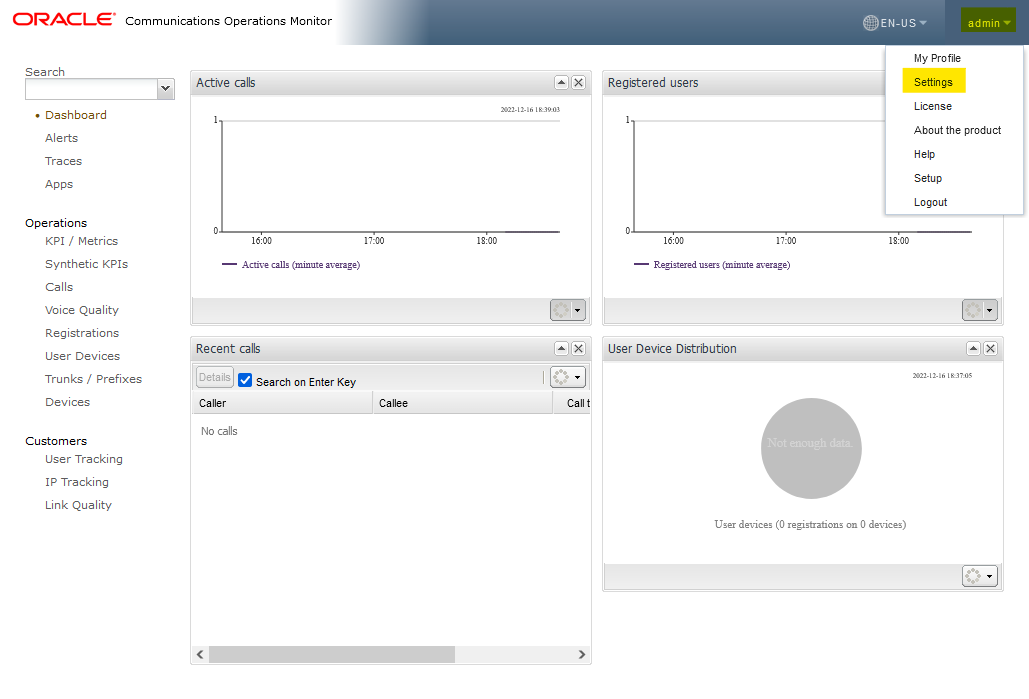 ORACLE® Communications Operations Monitor
EN-US
admin
My Profile
Settings
License
About the product
Help
Setup
Logout
Search
Dashboard
Alerts
Traces
Apps
Operations
KPI / Metrics
Synthetic KPIs
Calls
Voice Quality
Registrations
User Devices
Trunks / Prefixes
Devices
Customers
User Tracking
IP Tracking
Link Quality
Active calls
2022-12-16 18:39:03
1
0
16:00 17:00 18:00
Active calls (minute average)
Registered users
1
0
16:00 17:00 18:00
Registered users (minute average)
Recent calls
Details Search on Enter Key
Caller Callee Call t
No calls
User Device Distribution
2022-12-16 18:37:05
Not enough data.
User devices (0 registrations on 0 devices)